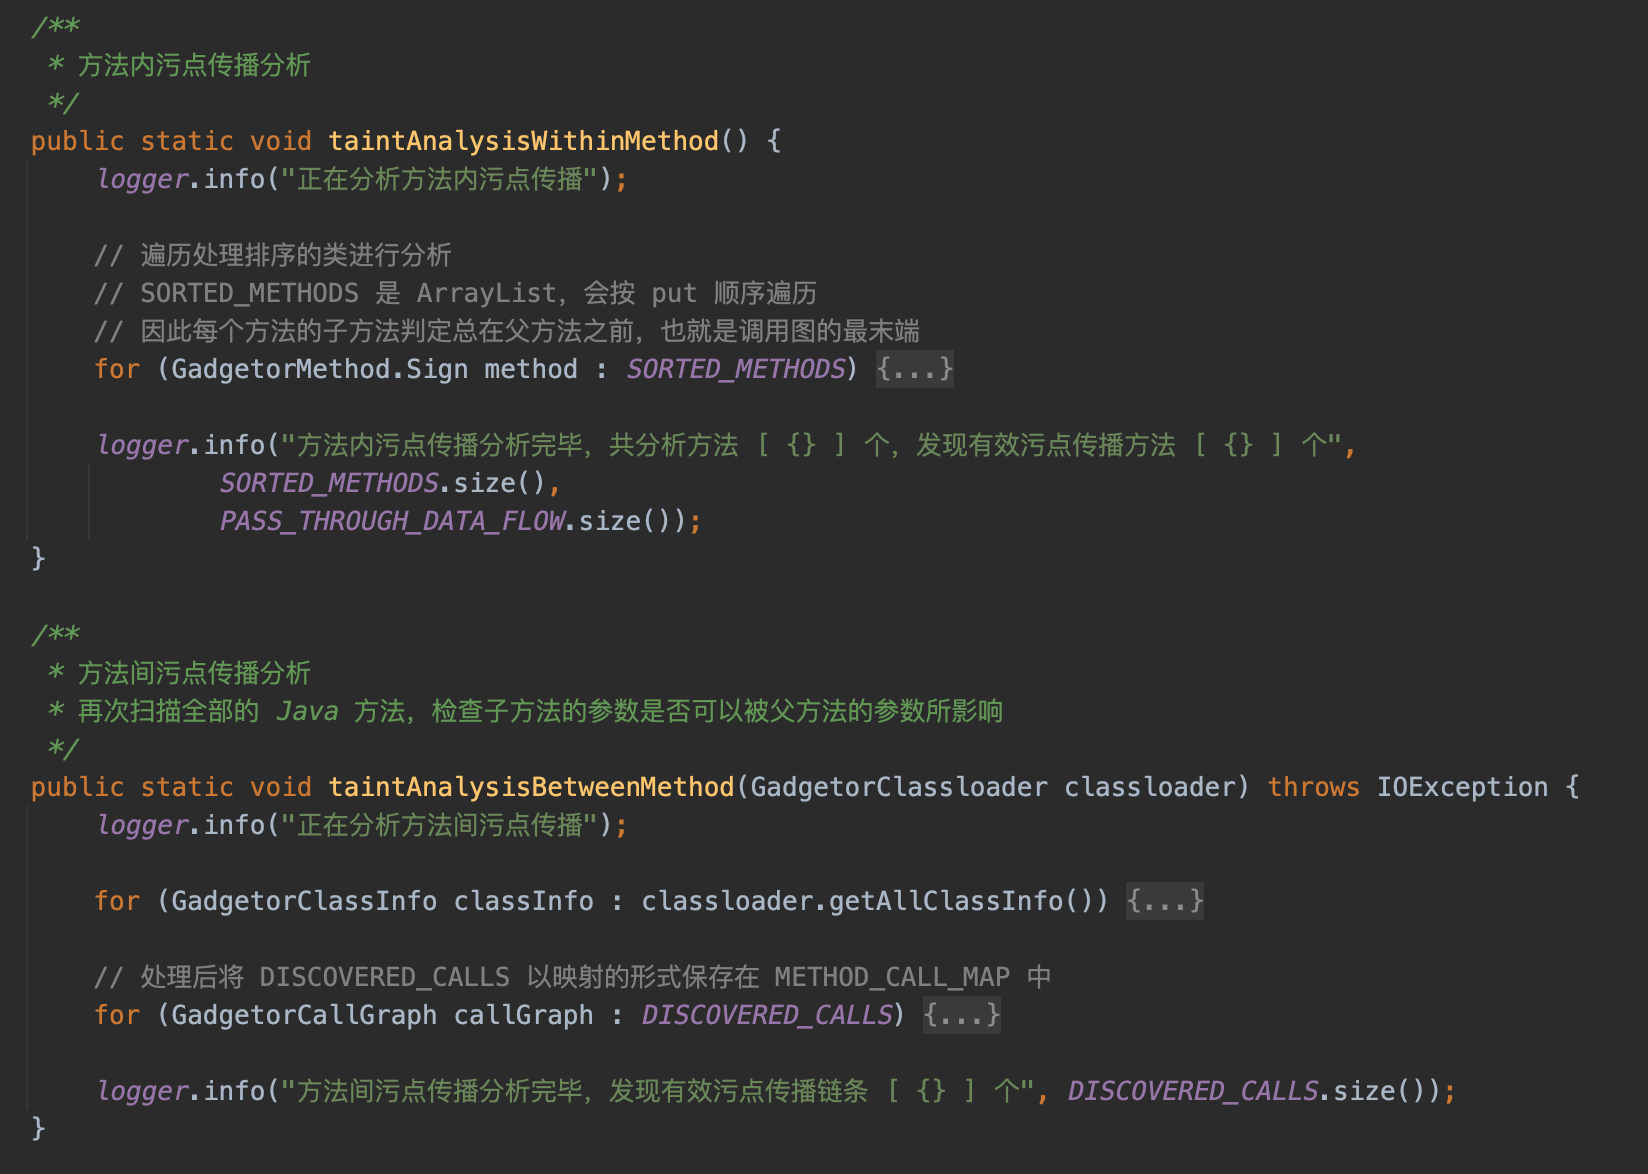 /**
 * 方法内污点传播分析
 */
public static void taintAnalysisWithinMethod() {
    logger.info("正在分析方法内污点传播");
    // 遍历处理排序的类进行分析
    // SORTED_METHODS 是 ArrayList，会按 put 顺序遍历
    // 因此每个方法的子方法判定总在父方法之前，也就是调用图的最末端
    for (GadgetorMethod.Sign method : SORTED_METHODS) {...}
    logger.info("方法内污点传播分析完毕，共分析方法 [ {} ] 个，发现有效污点传播方法 [ {} ] 个",
            SORTED_METHODS.size(),
            PASS_THROUGH_DATA_FLOW.size());
}
/**
 * 方法间污点传播分析
 * 再次扫描全部的 Java 方法，检查子方法的参数是否可以被父方法的参数所影响
 */
public static void taintAnalysisBetweenMethod(GadgetorClassloader classloader) throws IOException {
    logger.info("正在分析方法间污点传播");
    for (GadgetorClassInfo classInfo : classloader.getAllClassInfo()) {...}
    // 处理后将 DISCOVERED_CALLS 以映射的形式保存在 METHOD_CALL_MAP 中
    for (GadgetorCallGraph callGraph : DISCOVERED_CALLS) {...}
    logger.info("方法间污点传播分析完毕，发现有效污点传播链条 [ {} ] 个", DISCOVERED_CALLS.size());
}